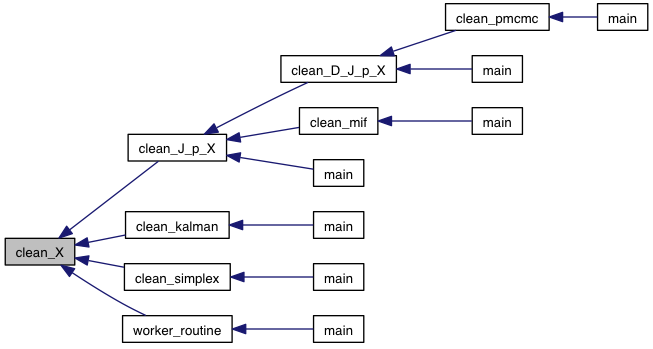 clean_pmcmc
main
clean_D_J_p_X
main
clean_mif
main
clean_J_p_X
main
clean_kalman
main
clean_X
clean_simplex
main
worker_routine
main